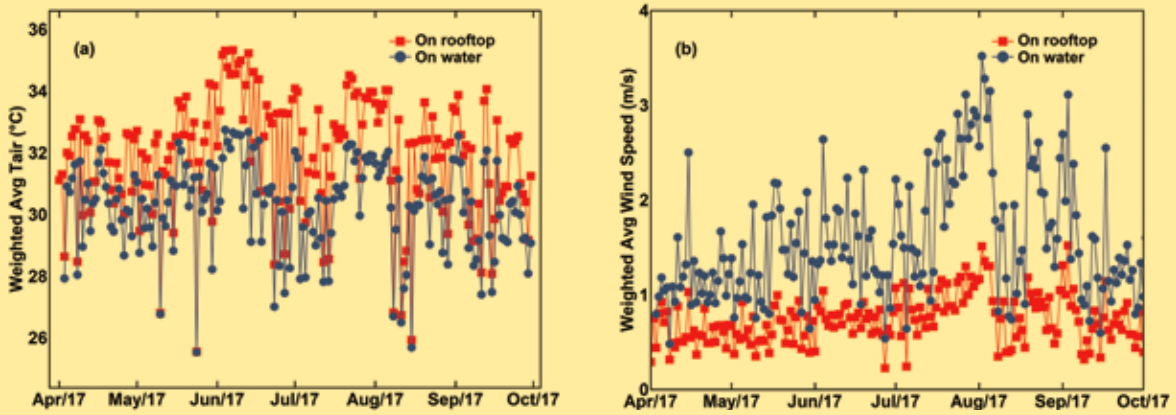 (a)
On rooftop
On water
Weighted Avg Tair (°C)
36
34
32
30
28
26
Apr/17 May/17 Jun/17 Jul/17 Aug/17 Sep/17 Oct/17
(b)
On rooftop
On water
Weighted Avg Wind Speed (m/s)
4
3
2
1
0
Apr/17 May/17 Jun/17 Jul/17 Aug/17 Sep/17 Oct/17